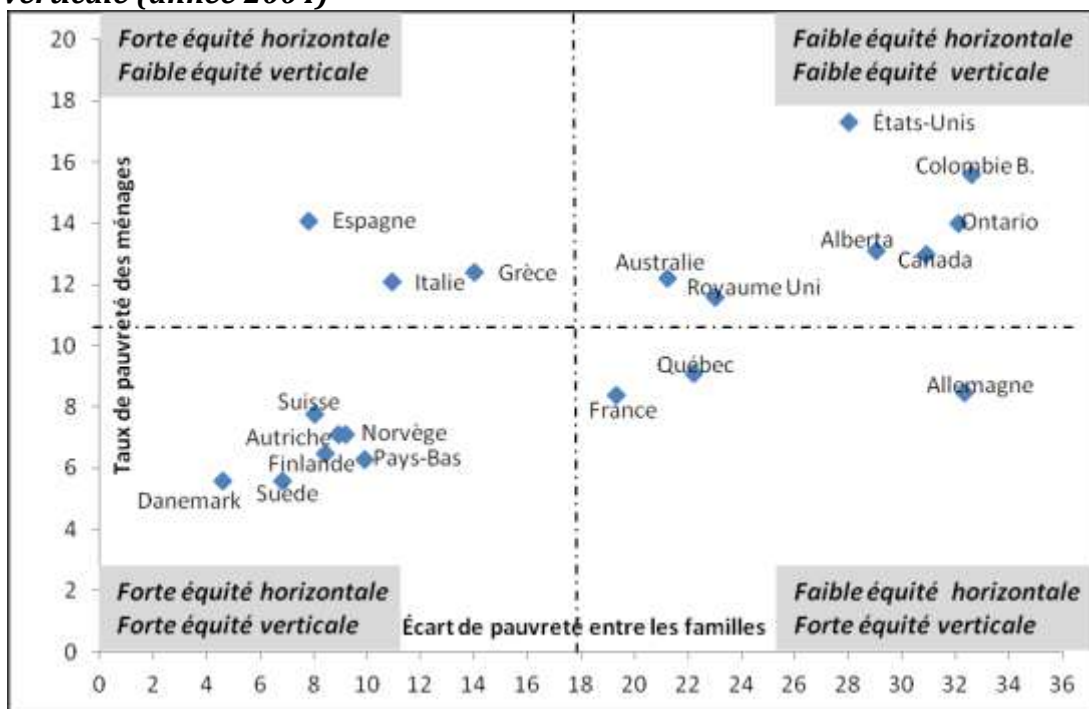 verticale (année 2004)
20
18
16
14
12
10
8
6
4
2
0
Forte équité horizontale
Faible équité verticale
Faible équité horizontale
Faible équité verticale
Taux de pauvreté des ménages
États-Unis
Colombie B.
Espagne
Ontario
Alberta
Canada
Australie
Italie
Grèce
Royaume Uni
Québec
Allemagne
France
Suisse
Autriche
Norvège
Finlande
Pays-Bas
Danemark
Suede
Forte équité horizontale
Forte équité verticale
Écart de pauvreté entre les familles
Faible équité horizontale
Forte équité verticale
0 2 4 6 8 10 12 14 16 18 20 22 24 26 28 30 32 34 36